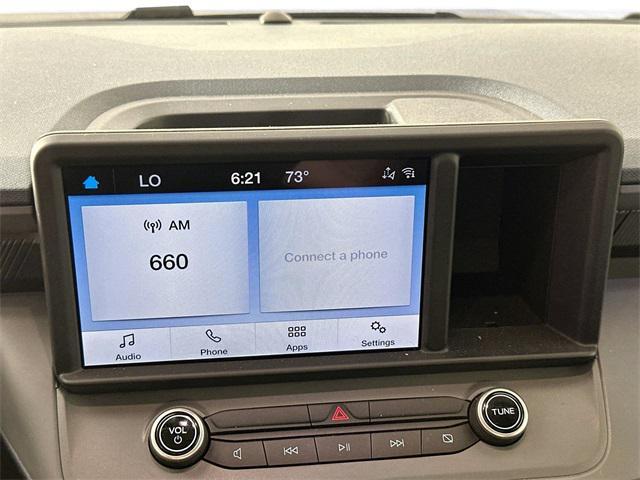 LO 6:21 73°
AM
660
Connect a phone
Audio Phone Apps Settings
VOL
TUNE